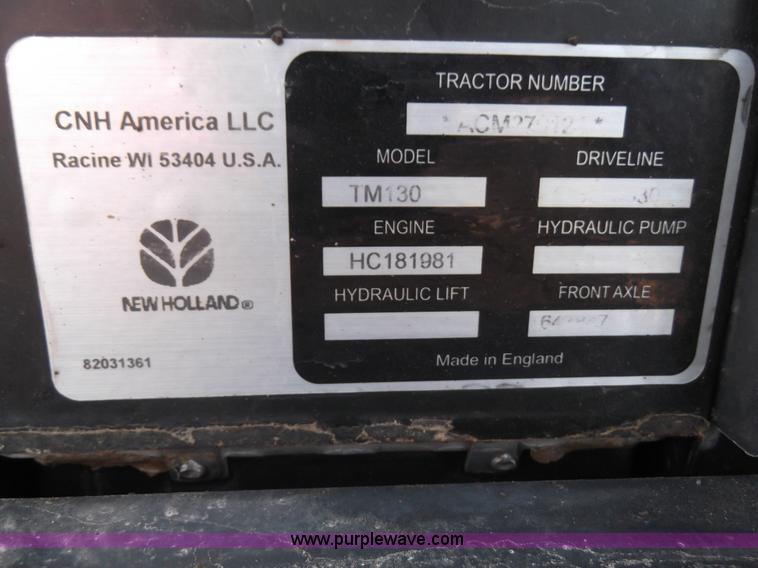 CNH America LLC
Racine WI 53404 U.S.A.
NEW HOLLAND®
82031361
TRACTOR NUMBER
MODEL
DRIVELINE
TM130
ENGINE
HYDRAULIC PUMP
HC181981
HYDRAULIC LIFT
FRONT AXLE
Made in England
www.purplewave.com